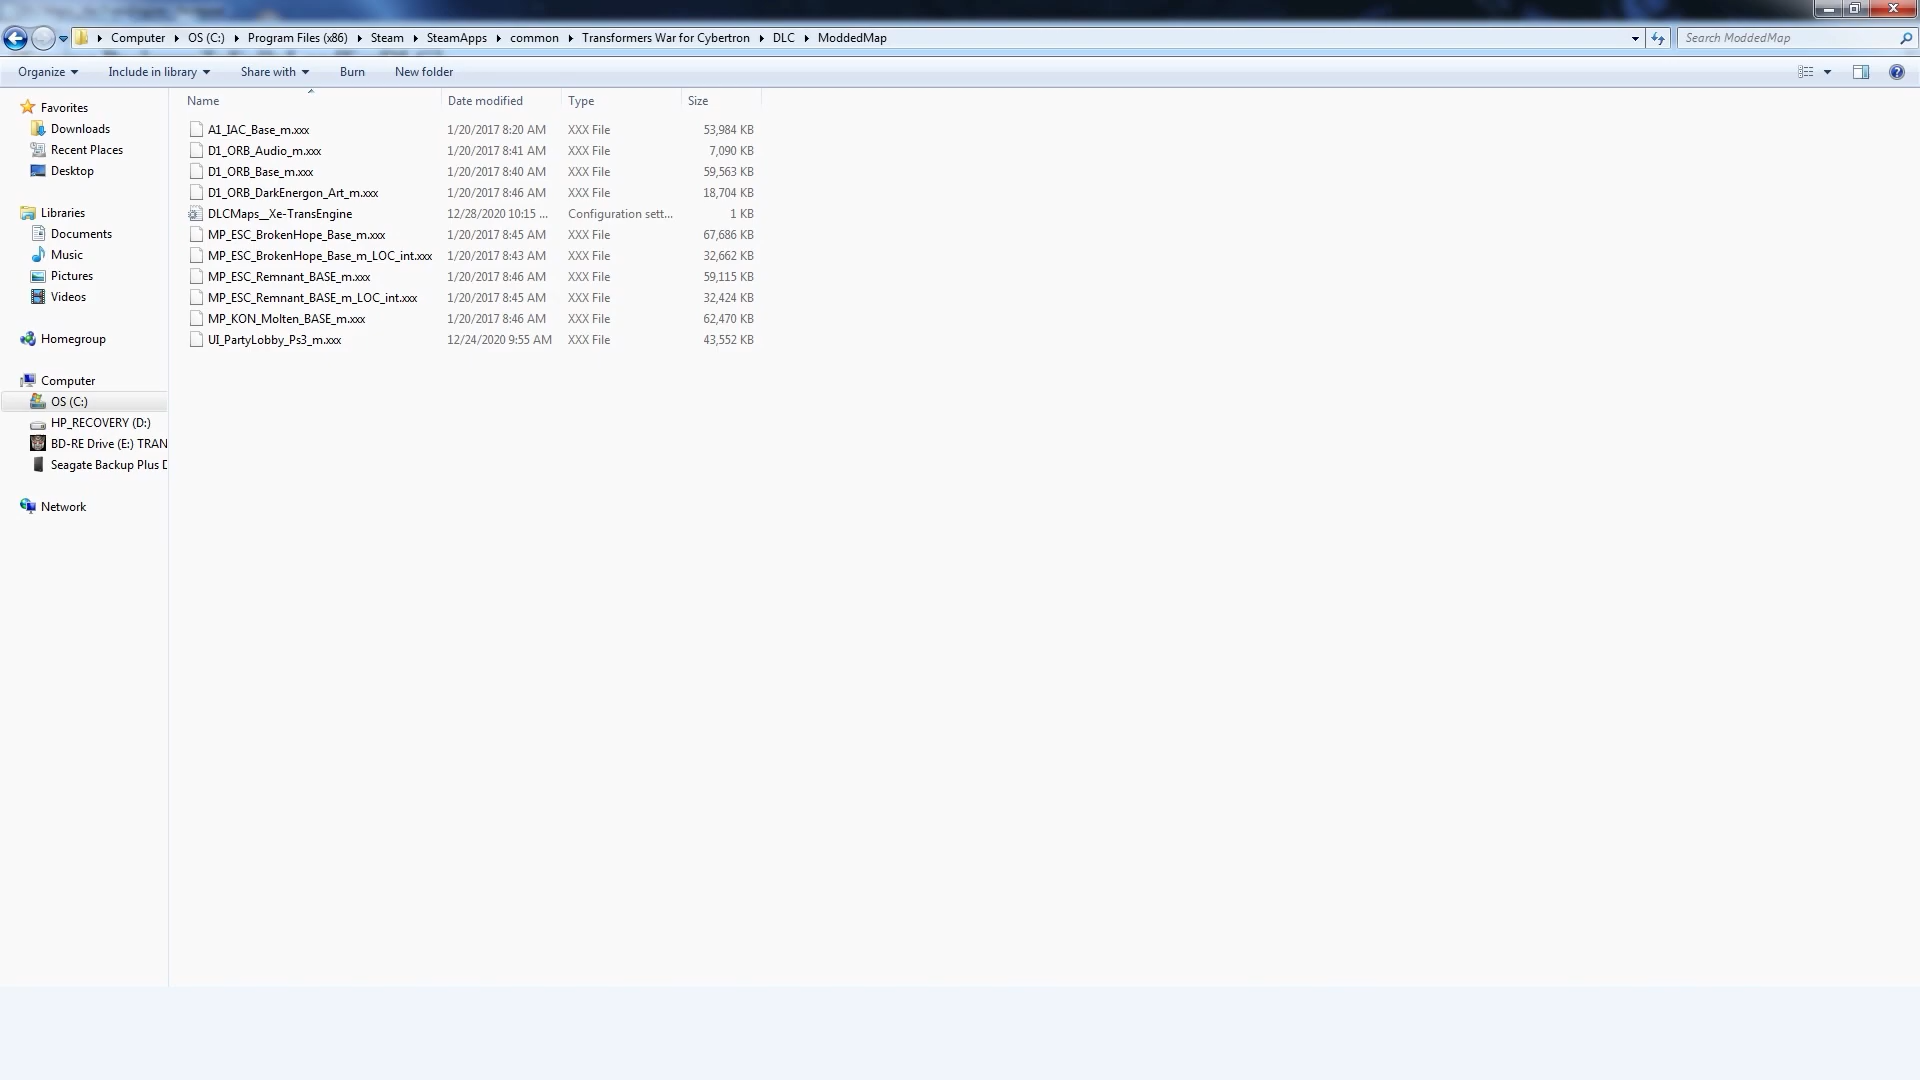 Computer OS (C:) Program Files (x86) Steam SteamApps common Transformers War for Cybertron DLC ModdedMap Search ModdedMap
Organize Include in library Share with Burn New folder
Name Date modified Type Size
Favorites
Downloads
Recent Places
Desktop
Libraries
Documents
Music
Pictures
Videos
Homegroup
Computer
OS (C:)
HP_RECOVERY (D:)
BD-RE Drive (E:) TRAN
Seagate Backup Plus D
Network
A1_IAC_Base_m.xxx 1/20/2017 8:20 AM XXX File 53,984 KB
D1_ORB_Audio_m.xxx 1/20/2017 8:41 AM XXX File 7,090 KB
D1_ORB_Base_m.xxx 1/20/2017 8:40 AM XXX File 59,563 KB
D1_ORB_DarkEnergon_Art_m.xxx 1/20/2017 8:46 AM XXX File 18,704 KB
DLCMaps__Xe-TransEngine 12/28/2020 10:15 ... Configuration sett... 1 KB
MP_ESC_BrokenHope_Base_m.xxx 1/20/2017 8:45 AM XXX File 67,686 KB
MP_ESC_BrokenHope_Base_m_LOC_int.xxx 1/20/2017 8:43 AM XXX File 32,662 KB
MP_ESC_Remnant_BASE_m.xxx 1/20/2017 8:46 AM XXX File 59,115 KB
MP_ESC_Remnant_BASE_m_LOC_int.xxx 1/20/2017 8:45 AM XXX File 32,424 KB
MP_KON_Molten_BASE_m.xxx 1/20/2017 8:46 AM XXX File 62,470 KB
UI_PartyLobby_Ps3_m.xxx 12/24/2020 9:55 AM XXX File 43,552 KB